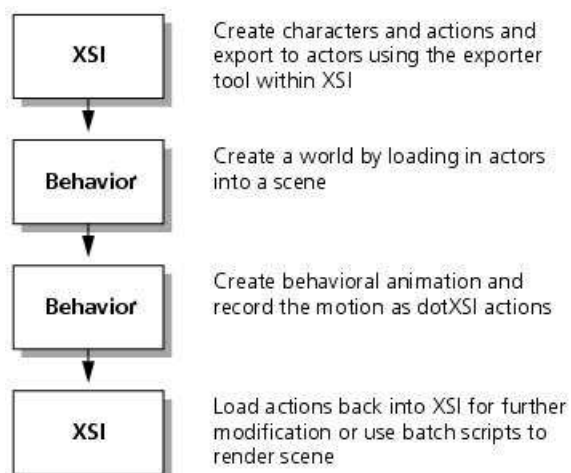 XSI
Create characters and actions and
export to actors using the exporter
tool within XSI
Behavior
Create a world by loading in actors
into a scene
Behavior
Create behavioral animation and
record the motion as dotXSI actions
XSI
Load actions back into XSI for further
modification or use batch scripts to
render scene